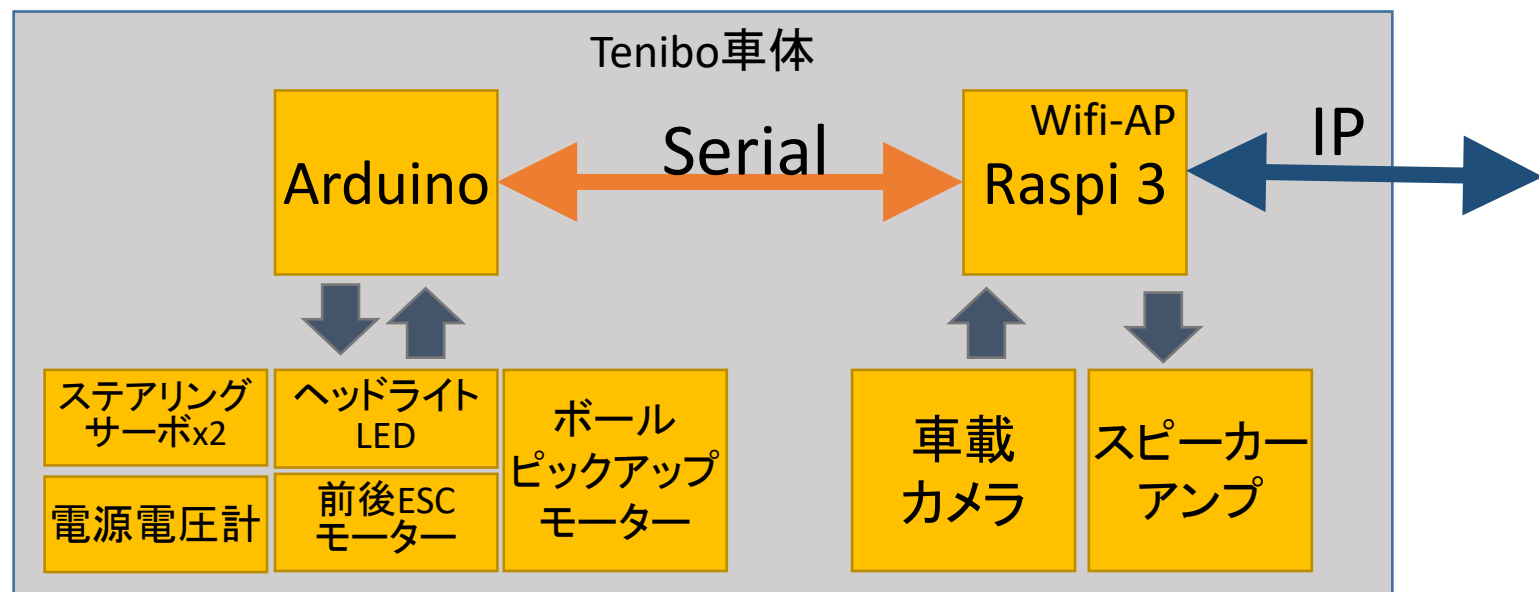 Tenibo車体
Wifi-AP
IP
Serial
Arduino
Raspi 3
ステアリング
サーボx2
ヘッドライト
LED
ボール
ピックアップ
モーター
車載
カメラ
スピーカー
アンプ
電源電圧計
前後ESC
モーター